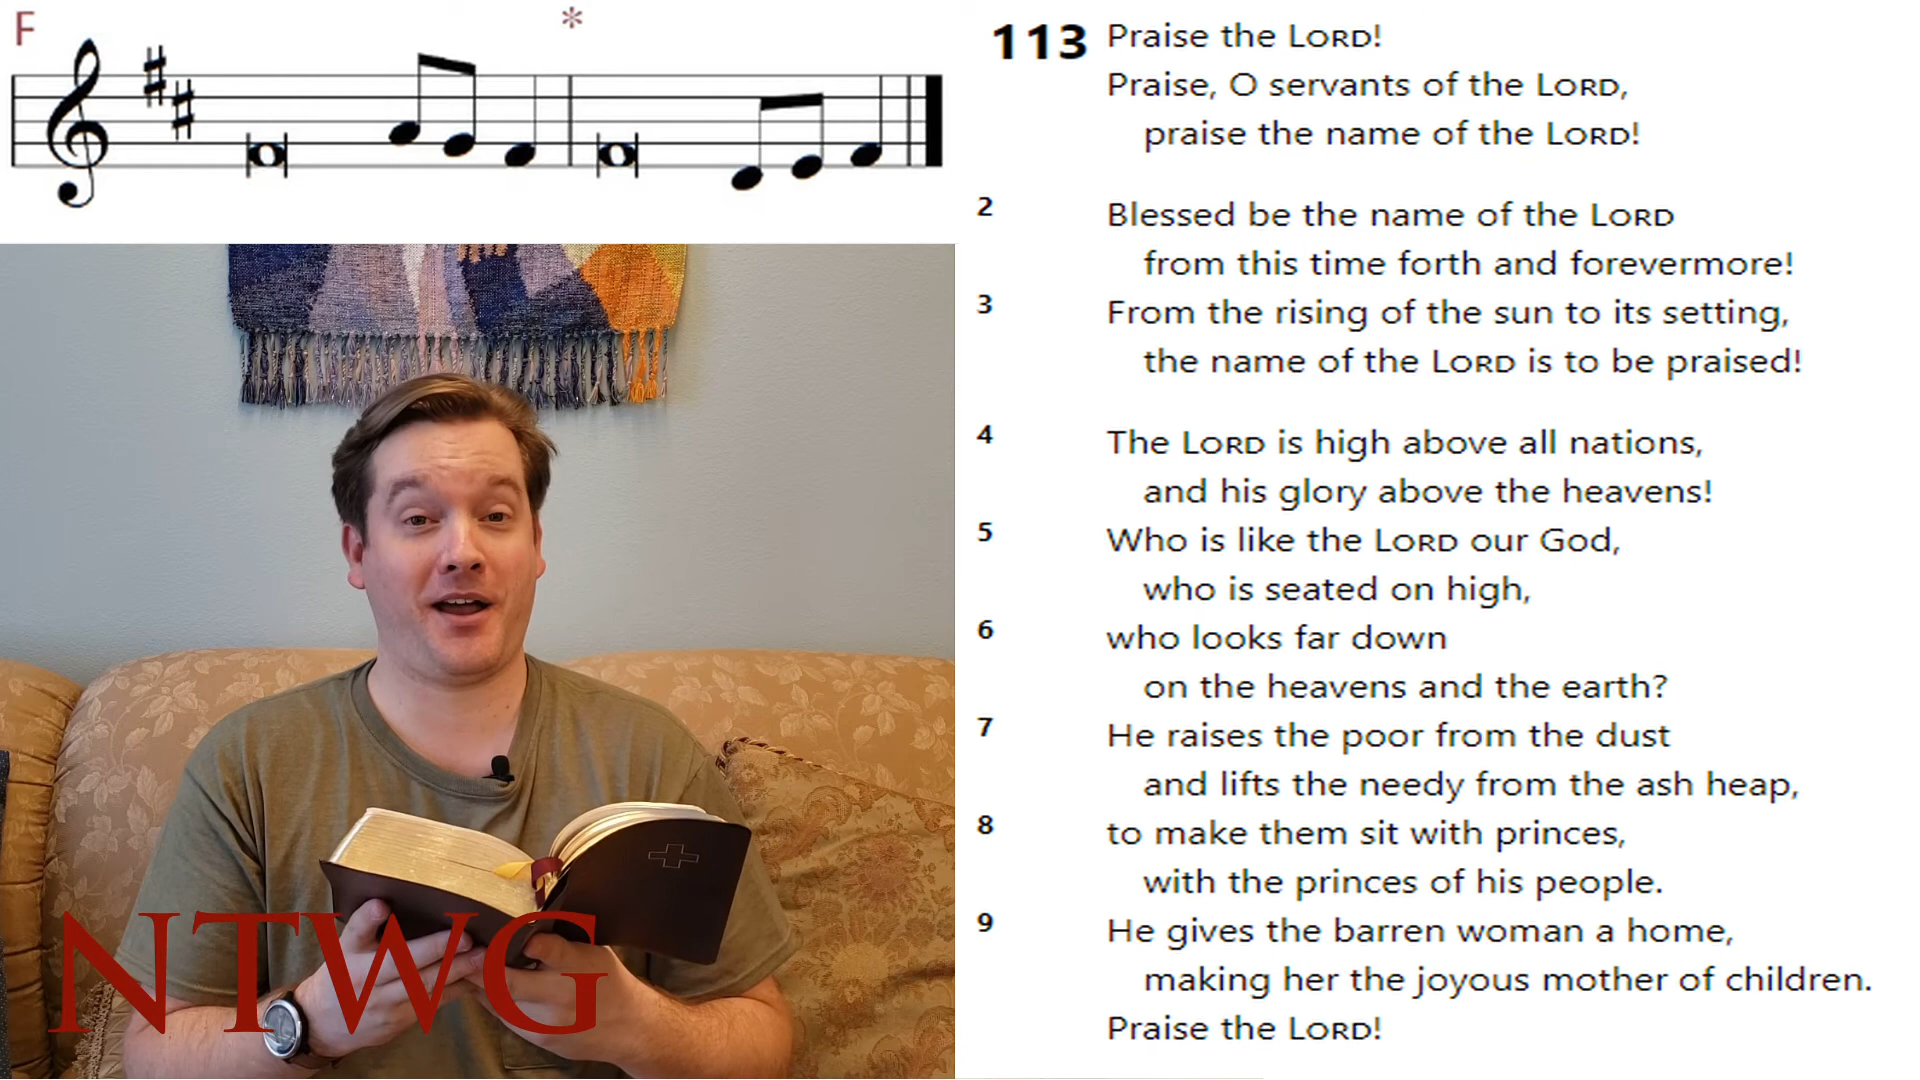 F
*
113 Praise the LORD!
Praise, O servants of the LORD,
praise the name of the LORD!
2 Blessed be the name of the LORD
from this time forth and forevermore!
3 From the rising of the sun to its setting,
the name of the LORD is to be praised!
4 The LORD is high above all nations,
and his glory above the heavens!
5 Who is like the LORD our God,
who is seated on high,
6 who looks far down
on the heavens and the earth?
7 He raises the poor from the dust
and lifts the needy from the ash heap,
8 to make them sit with princes,
with the princes of his people.
9 He gives the barren woman a home,
making her the joyous mother of children.
Praise the LORD!
NTWG